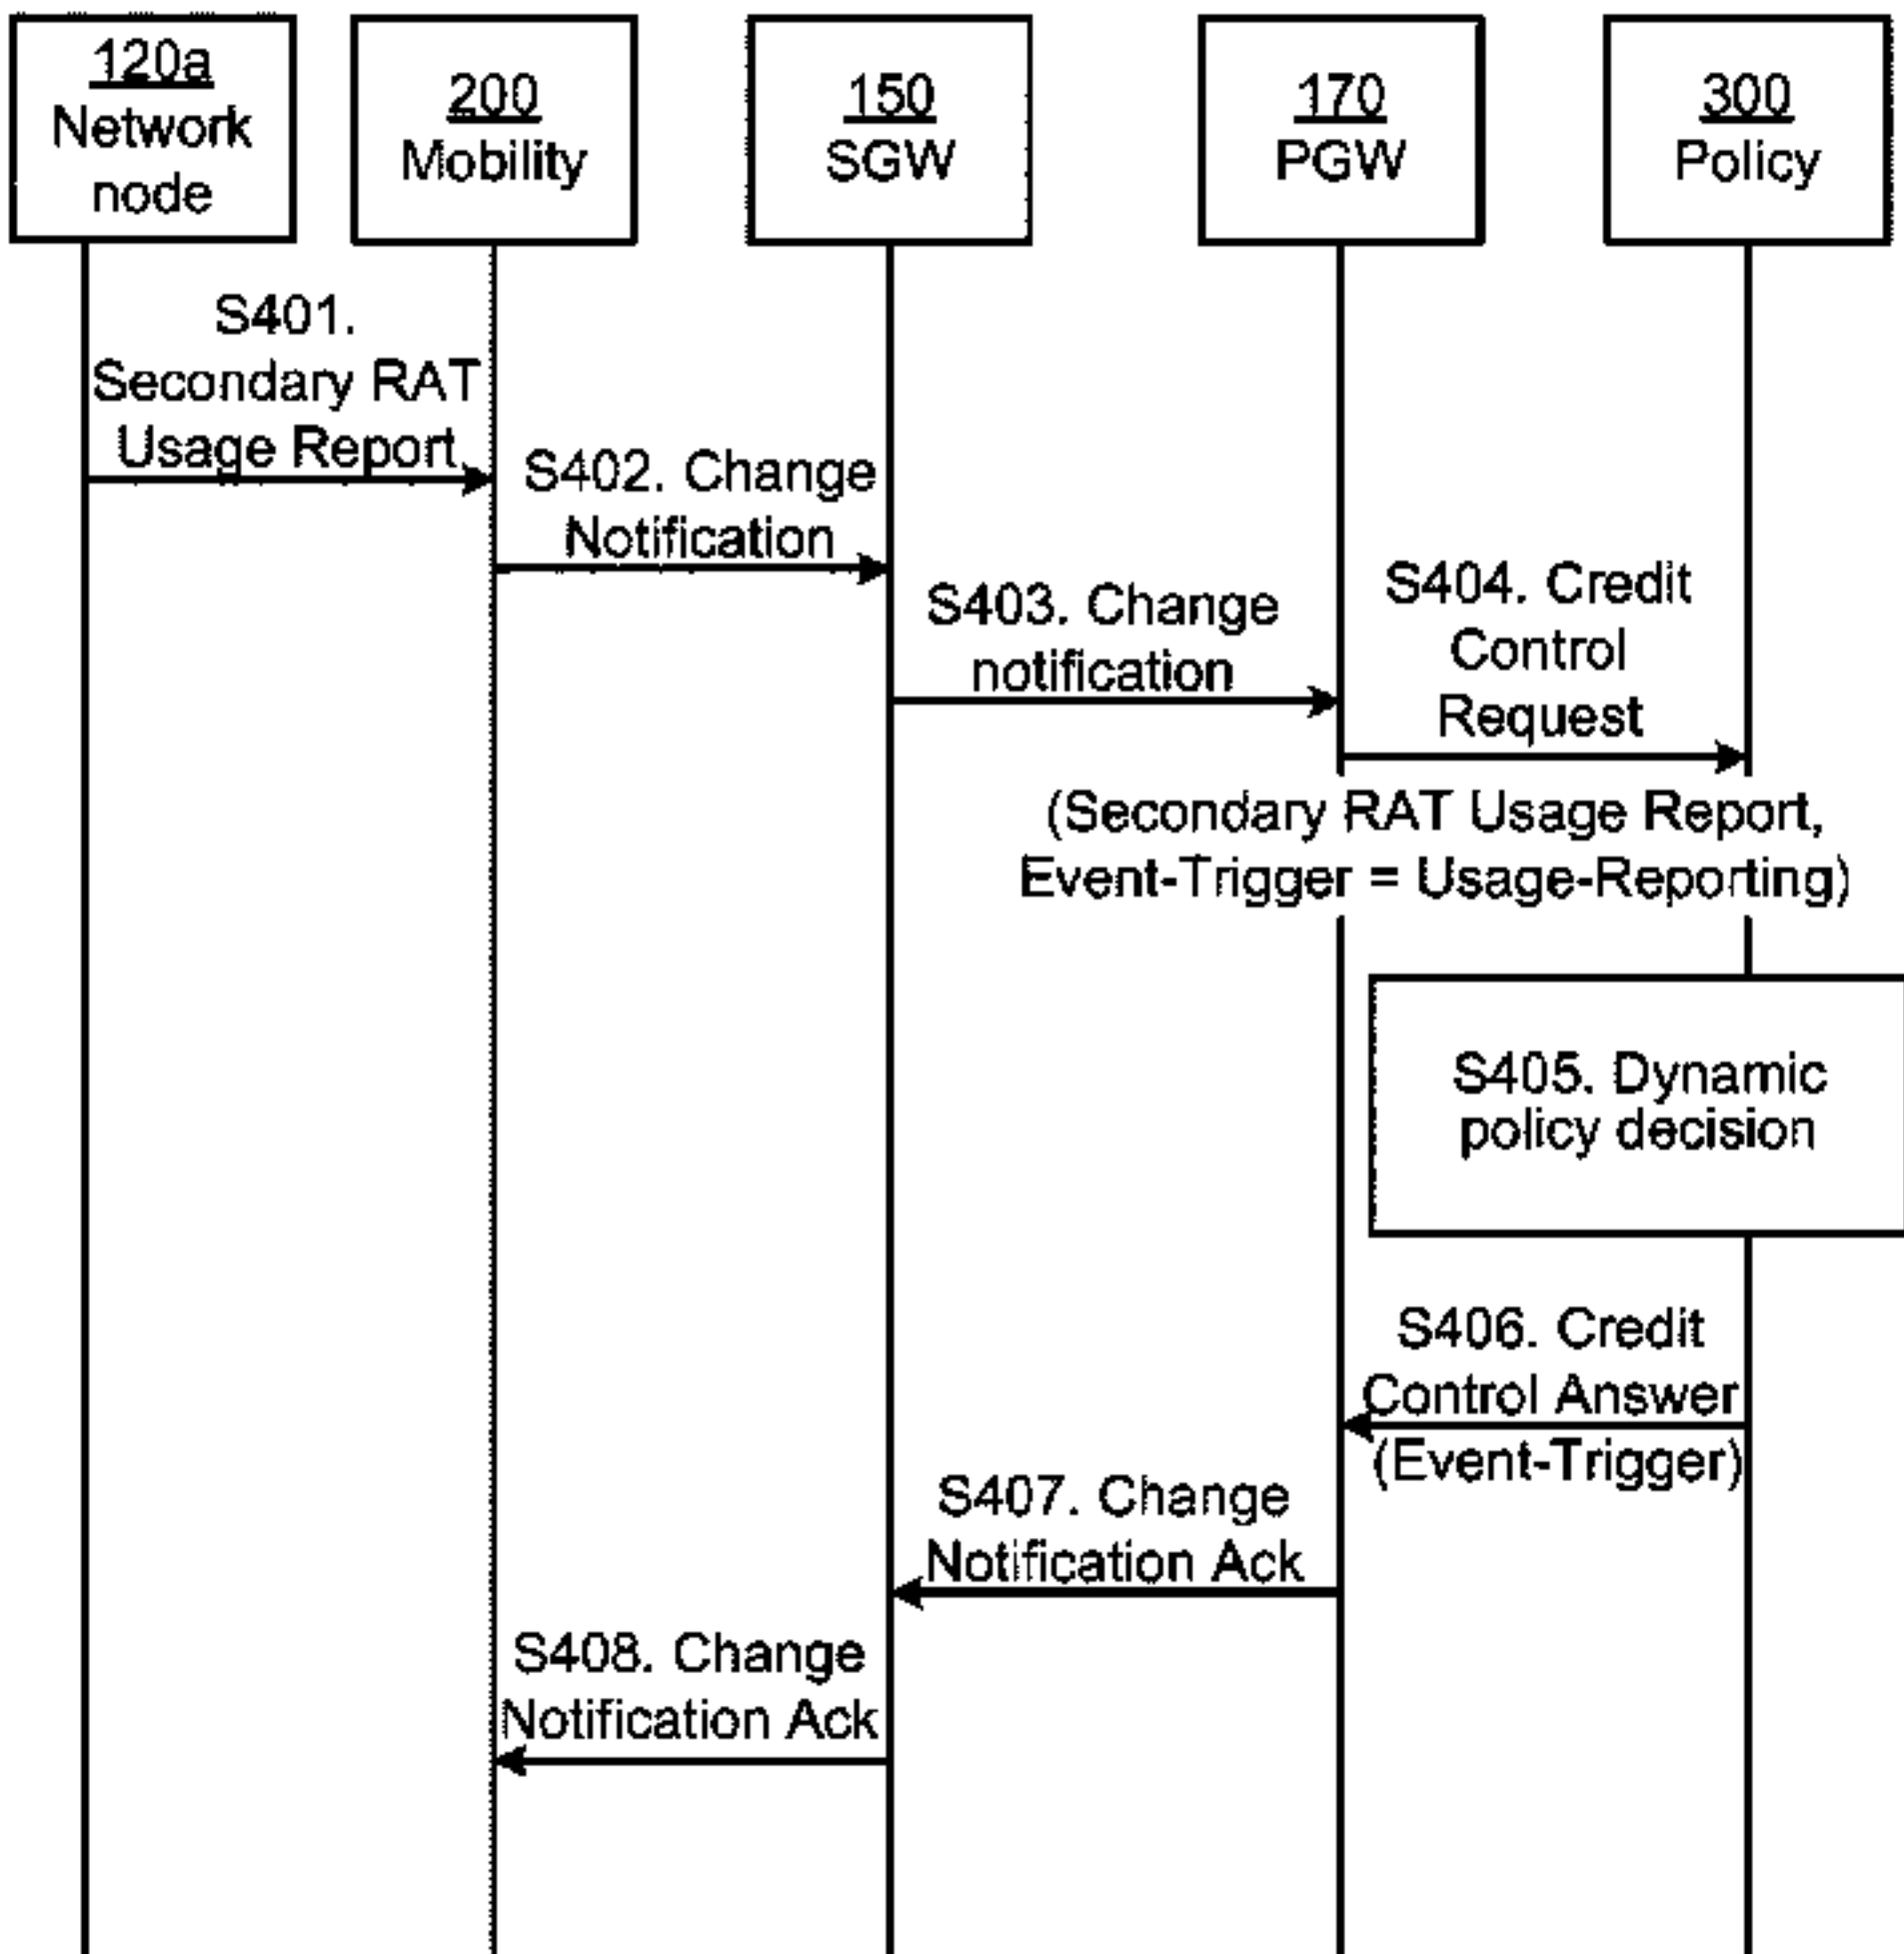 120a
Network
node
200
Mobility
150
SGW
170
PGW
300
Policy
S401.
Secondary RAT
Usage Report
S402. Change
Notification
S403. Change
notification
S404. Credit
Control
Request
(Secondary RAT Usage Report,
Event-Trigger = Usage-Reporting)
S405. Dynamic
policy decision
S406. Credit
Control Answer
(Event-Trigger)
S407. Change
Notification Ack
S408. Change
Notification Ack